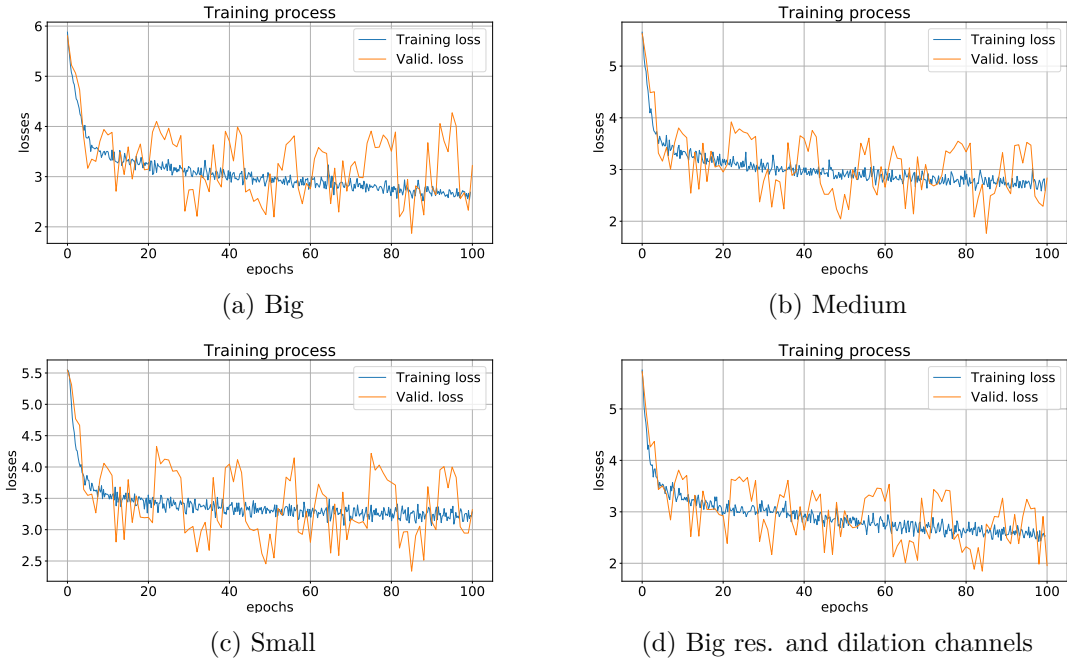 Training process
6
5
4
3
2
losses
Training loss
Valid. loss
0 20 40 60 80 100
epochs
(a) Big
Training process
5
4
3
2
losses
Training loss
Valid. loss
0 20 40 60 80 100
epochs
(b) Medium
Training process
5.5
5.0
4.5
4.0
3.5
3.0
2.5
losses
Training loss
Valid. loss
0 20 40 60 80 100
epochs
(c) Small
Training process
5
4
3
2
losses
Training loss
Valid. loss
0 20 40 60 80 100
epochs
(d) Big res. and dilation channels